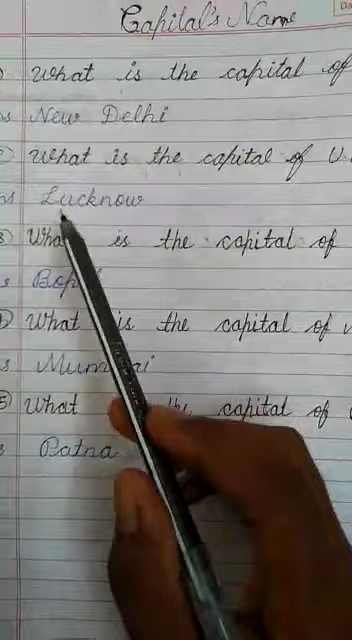 Capital's Name
What is the capital of
New Delhi
What is the capital of U.
Lucknow
is the capital of
What is the capital of
Ans
Patna
What the capital of